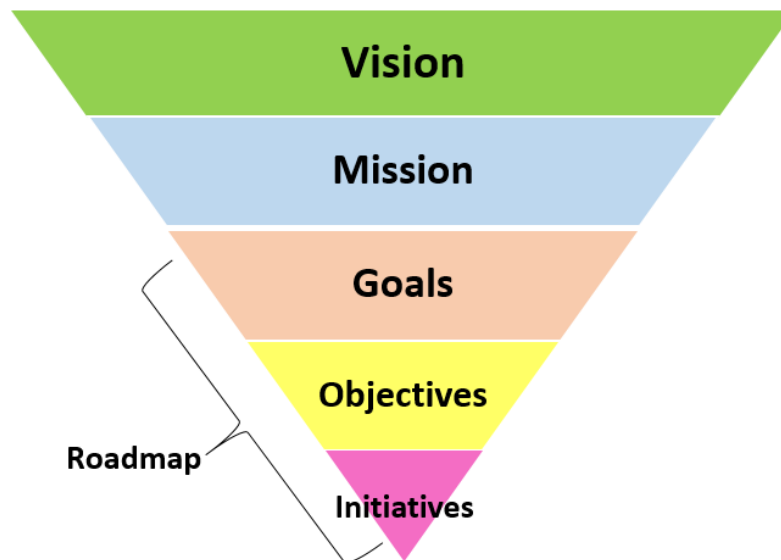 Vision
Mission
Goals
Objectives
Roadmap
Initiatives